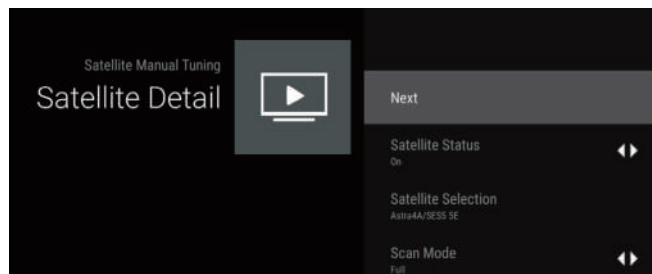 Satellite Manual Tuning
Satellite Detail
Next
Satellite Status
On
Satellite Selection
Astra4A/SES5 5E
Scan Mode
Full